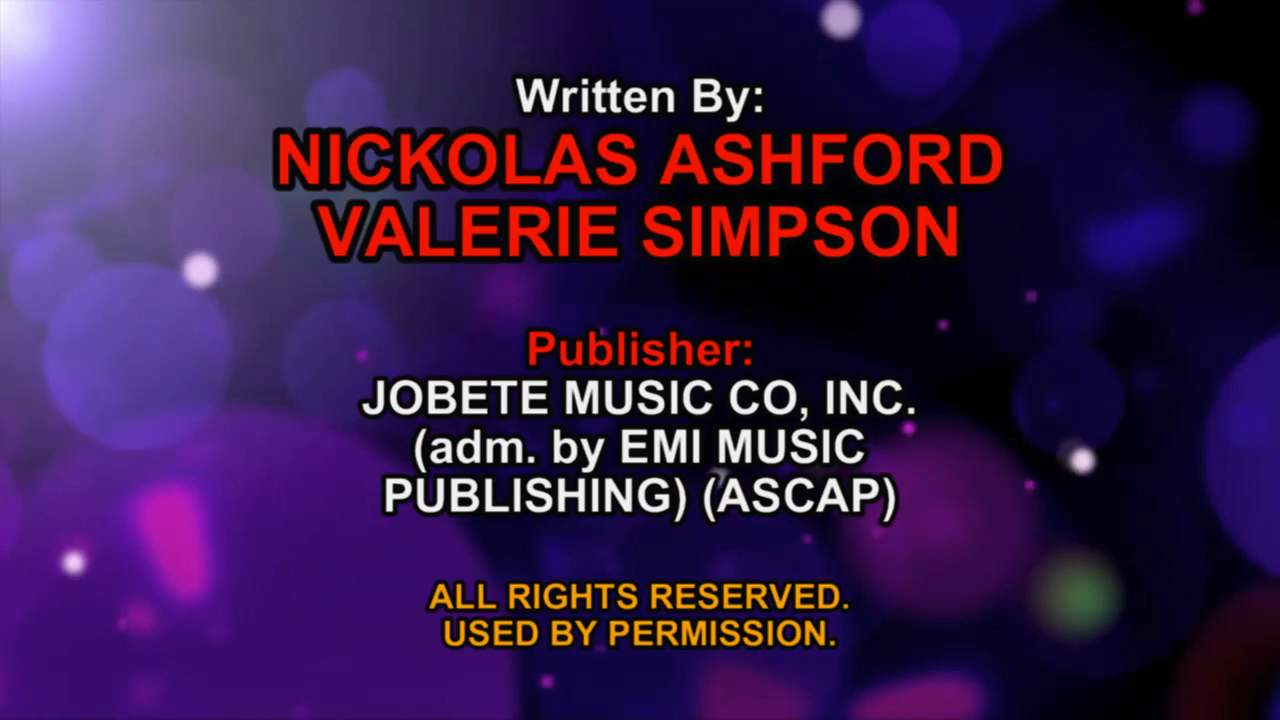 Written By:
NICKOLAS ASHFORD
VALERIE SIMPSON
Publisher:
JOBETE MUSIC CO, INC.
(adm. by EMI MUSIC
PUBLISHING) (ASCAP)
ALL RIGHTS RESERVED.
USED BY PERMISSION.